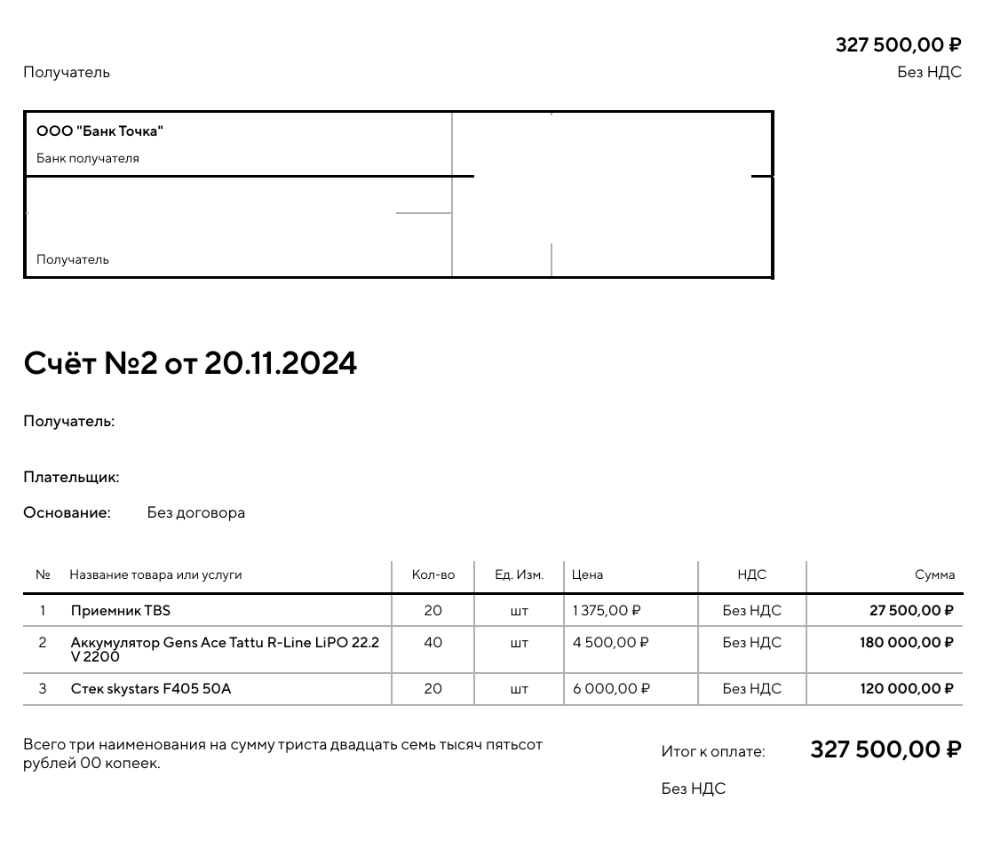 327 500,00 ₽
Получатель
Без НДС
ООО "Банк Точка"
Банк получателя
Получатель
Счёт №2 от 20.11.2024
Получатель:
Плательщик:
Основание: Без договора
№ Название товара или услуги Кол-во Ед. Изм. Цена НДС Сумма
1 Приемник TBS 20 шт 1 375,00 ₽ Без НДС 27 500,00 ₽
2 Аккумулятор Gens Ace Tattu R-Line LiPO 22.2 40 шт 4 500,00 ₽ Без НДС 180 000,00 ₽
V 2200
3 Стек skystars F405 50A 20 шт 6 000,00 ₽ Без НДС 120 000,00 ₽
Всего три наименования на сумму триста двадцать семь тысяч пятьсот
рублей 00 копеек.
Итог к оплате: 327 500,00 ₽
Без НДС